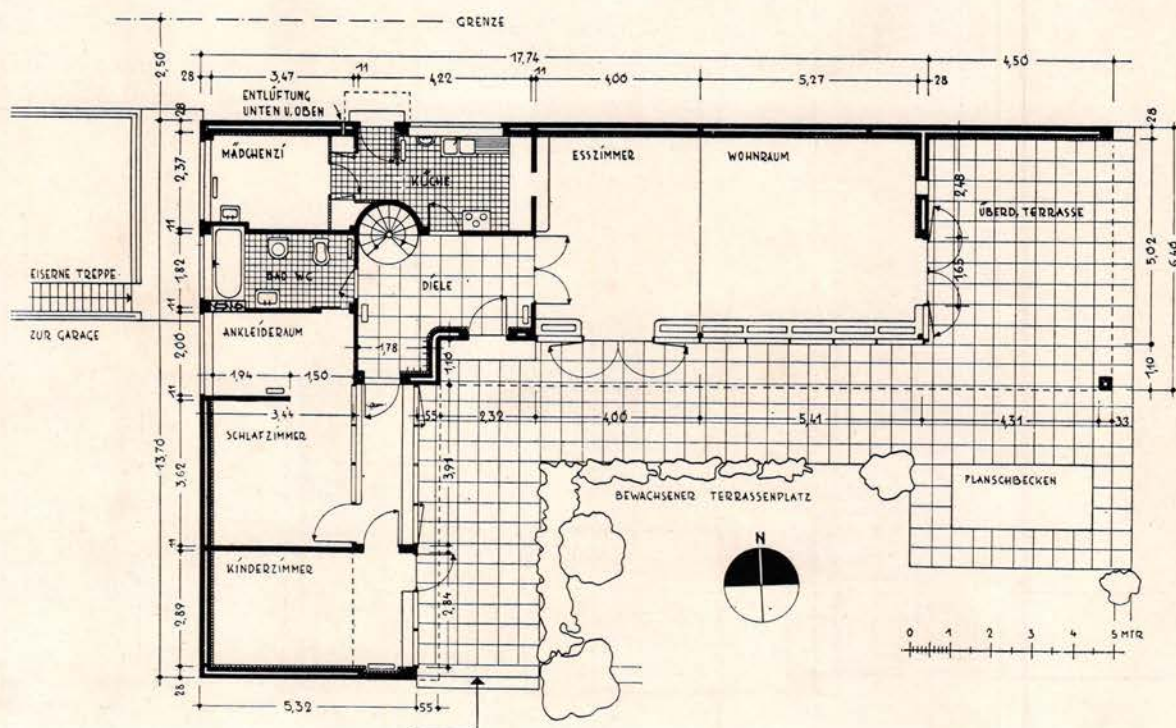 GRENZE
2,50
17,74
4,50
28
3,47
11
4,22
11
4,00
5,27
28
ENTLÜFTUNG
UNTEN U. OBEN
28
28
MÄDCHENZI
KÜCHE
ESSZIMMER
WOHNRAUM
ÜBERD. TERRASSE
2,37
2,48
5,02
6,40
11
BAD WC
DIELE
1,65
EISERNE TREPPE
1,82
11
ZUR GARAGE
ANKLEIDERAUM
2,00
1,78
1,10
1,10
1,94
1,50
11
3,44
55
2,32
4,00
5,41
4,31
33
SCHLAFZIMMER
13,70
3,62
3,91
BEWACHSENER TERRASSENPLATZ
PLANSCHBECKEN
N
11
KINDERZIMMER
2,89
2,84
0 1 2 3 4 5 MTR
28
5,32
55